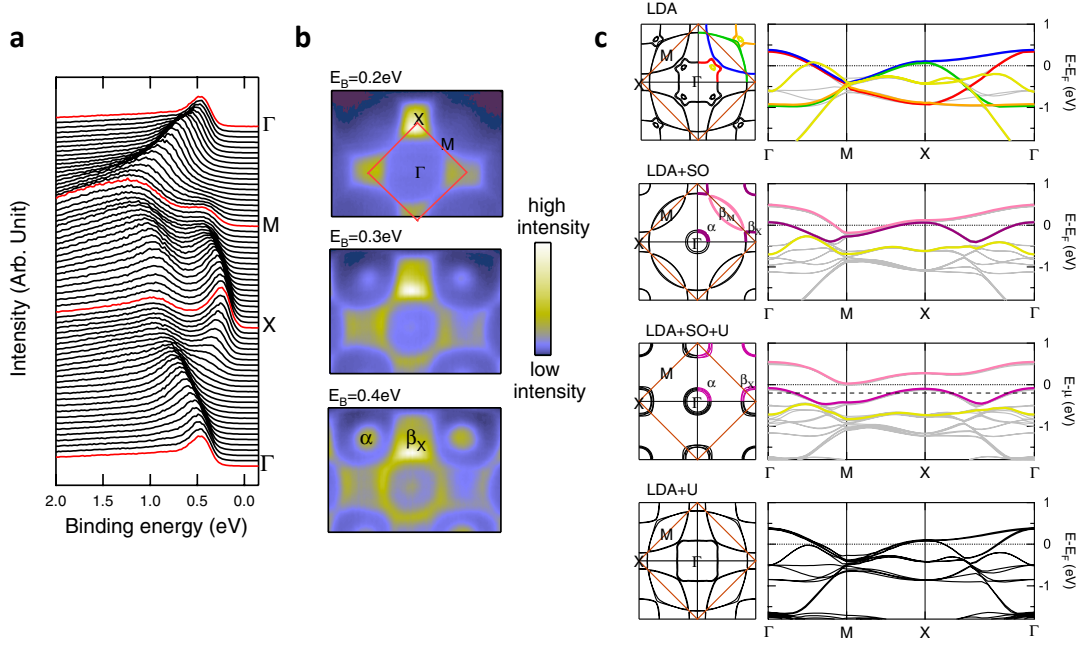 a
Intensity (Arb. Unit)
Γ
M
X
Γ
2.0 1.5 1.0 0.5 0.0
Binding energy (eV)
b
E_B=0.2eV
X
M
Γ
E_B=0.3eV
E_B=0.4eV
α β_X
high
intensity
low
intensity
c
LDA
M
X Γ
1
0
-1
E-E_F (eV)
Γ M X Γ
LDA+SO
M β_M
α β_X
X Γ
1
0
-1
E-E_F (eV)
Γ M X Γ
LDA+SO+U
M
α β_X
X Γ
1
0
-1
E-μ (eV)
Γ M X Γ
LDA+U
M
X Γ
1
0
-1
E-E_F (eV)
Γ M X Γ